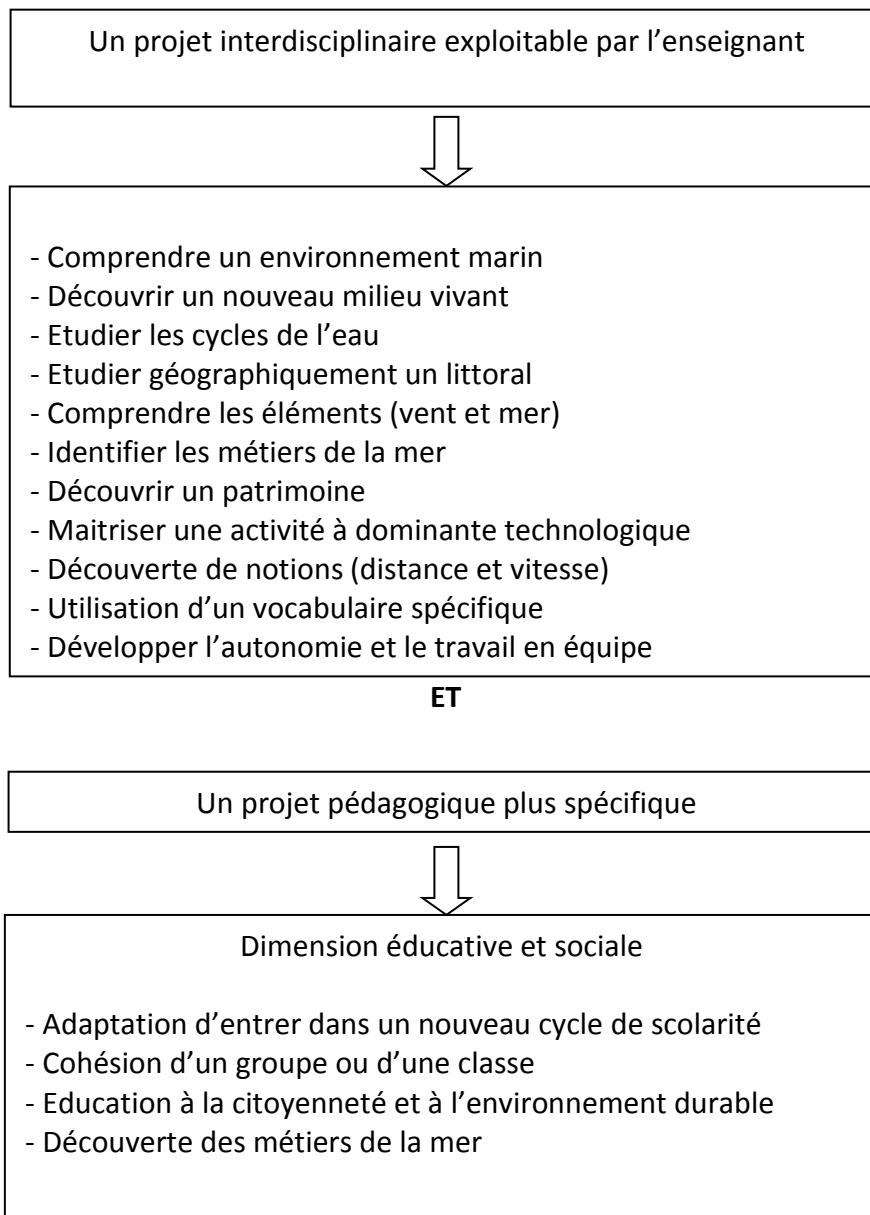 Un projet interdisciplinaire exploitable par l’enseignant
- Comprendre un environnement marin
- Découvrir un nouveau milieu vivant
- Etudier les cycles de l’eau
- Etudier géographiquement un littoral
- Comprendre les éléments (vent et mer)
- Identifier les métiers de la mer
- Découvrir un patrimoine
- Maitriser une activité à dominante technologique
- Découverte de notions (distance et vitesse)
- Utilisation d’un vocabulaire spécifique
- Développer l’autonomie et le travail en équipe
ET
Un projet pédagogique plus spécifique
Dimension éducative et sociale
- Adaptation d’entrer dans un nouveau cycle de scolarité
- Cohésion d’un groupe ou d’une classe
- Education à la citoyenneté et à l’environnement durable
- Découverte des métiers de la mer